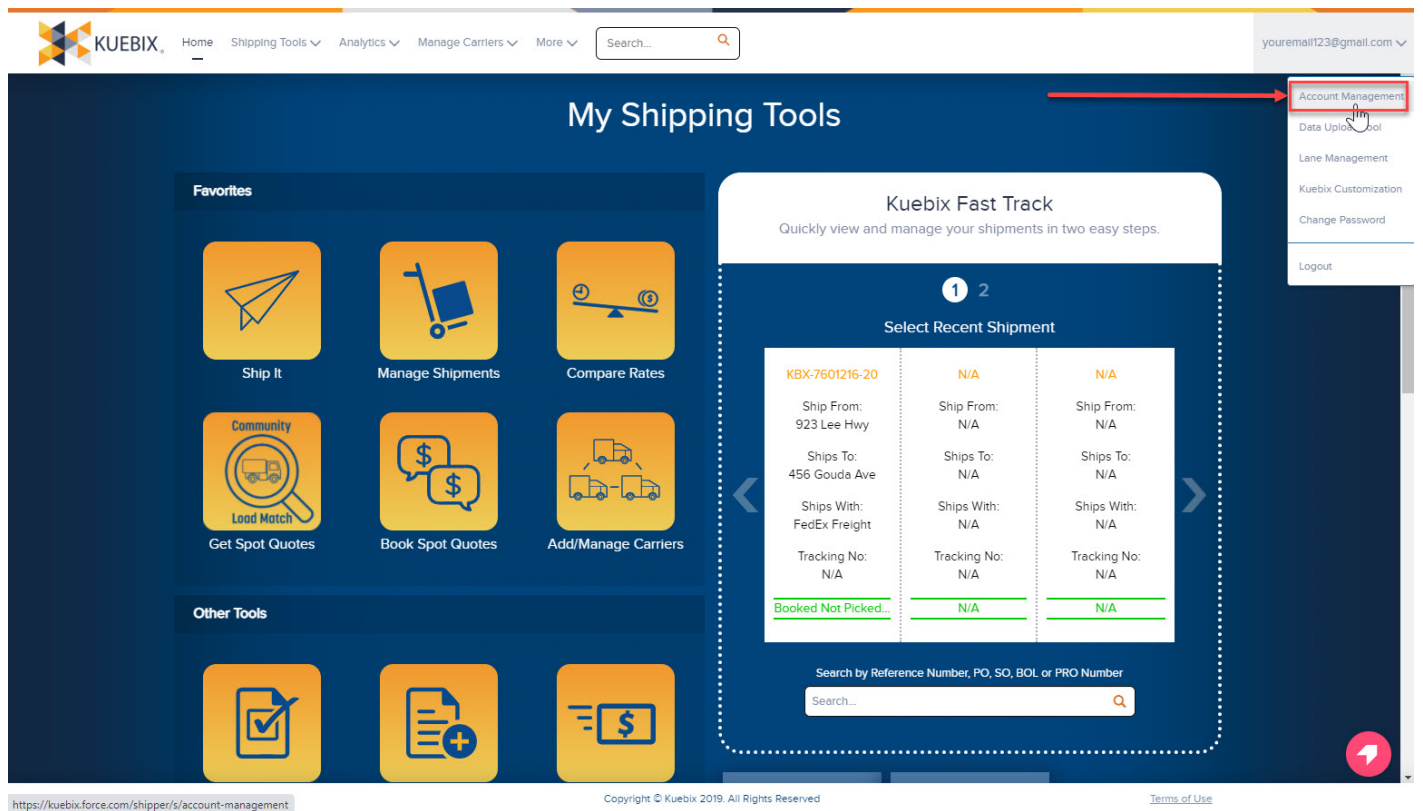 KUEBIX
Home Shipping Tools Analytics Manage Carriers More Search...
youremail123@gmail.com
Account Management
Data Upload Tool
Lane Management
Kuebix Customization
Change Password
Logout
My Shipping Tools
Favorites
Ship It
Manage Shipments
Compare Rates
Community
Load Match
Get Spot Quotes
Book Spot Quotes
Add/Manage Carriers
Other Tools
Kuebix Fast Track
Quickly view and manage your shipments in two easy steps.
1 2
Select Recent Shipment
KBX-7601216-20
Ship From:
923 Lee Hwy
Ships To:
456 Gouda Ave
Ships With:
FedEx Freight
Tracking No:
N/A
Booked Not Picked...
N/A
Ship From:
N/A
Ships To:
N/A
Ships With:
N/A
Tracking No:
N/A
N/A
N/A
Ship From:
N/A
Ships To:
N/A
Ships With:
N/A
Tracking No:
N/A
N/A
Search by Reference Number, PO, SO, BOL or PRO Number
Search...
https://kuebix.force.com/shipper/s/account-management
Copyright © Kuebix 2019. All Rights Reserved
Terms of Use